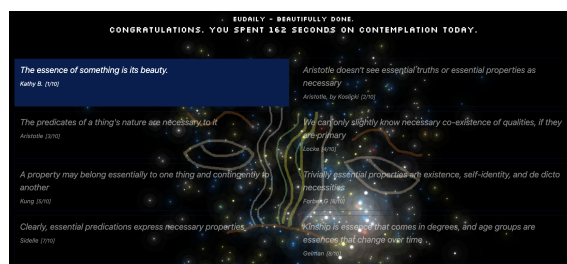 EUDAILY - BEAUTIFULLY DONE.
CONGRATULATIONS. YOU SPENT 162 SECONDS ON CONTEMPLATION TODAY.
The essence of something is its beauty.
Kathy B. [1/10]
Aristotle doesn't see essential truths or essential properties as
necessary
Aristotle, by Koslicki [2/10]
The predicates of a thing's nature are necessary to it
Aristotle [3/10]
We can only slightly know necessary co-existence of qualities, if they
are primary
Locke [4/10]
A property may belong essentially to one thing and contingently to
another
Kung [5/10]
Trivially essential properties are existence, self-identity, and de dicto
necessities
Forbes,G [6/10]
Clearly, essential predications express necessary properties
Sidelle [7/10]
Kinship is essence that comes in degrees, and age groups are
essences that change over time
Gelman [8/10]